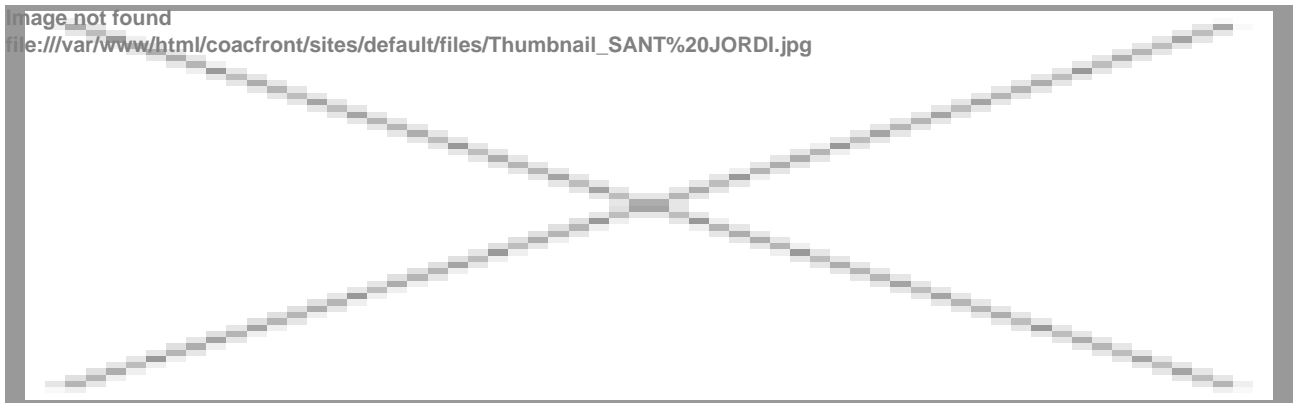 Image not found
file:///var/www/html/coacfront/sites/default/files/Thumbnail_SANT%20JORDI.jpg